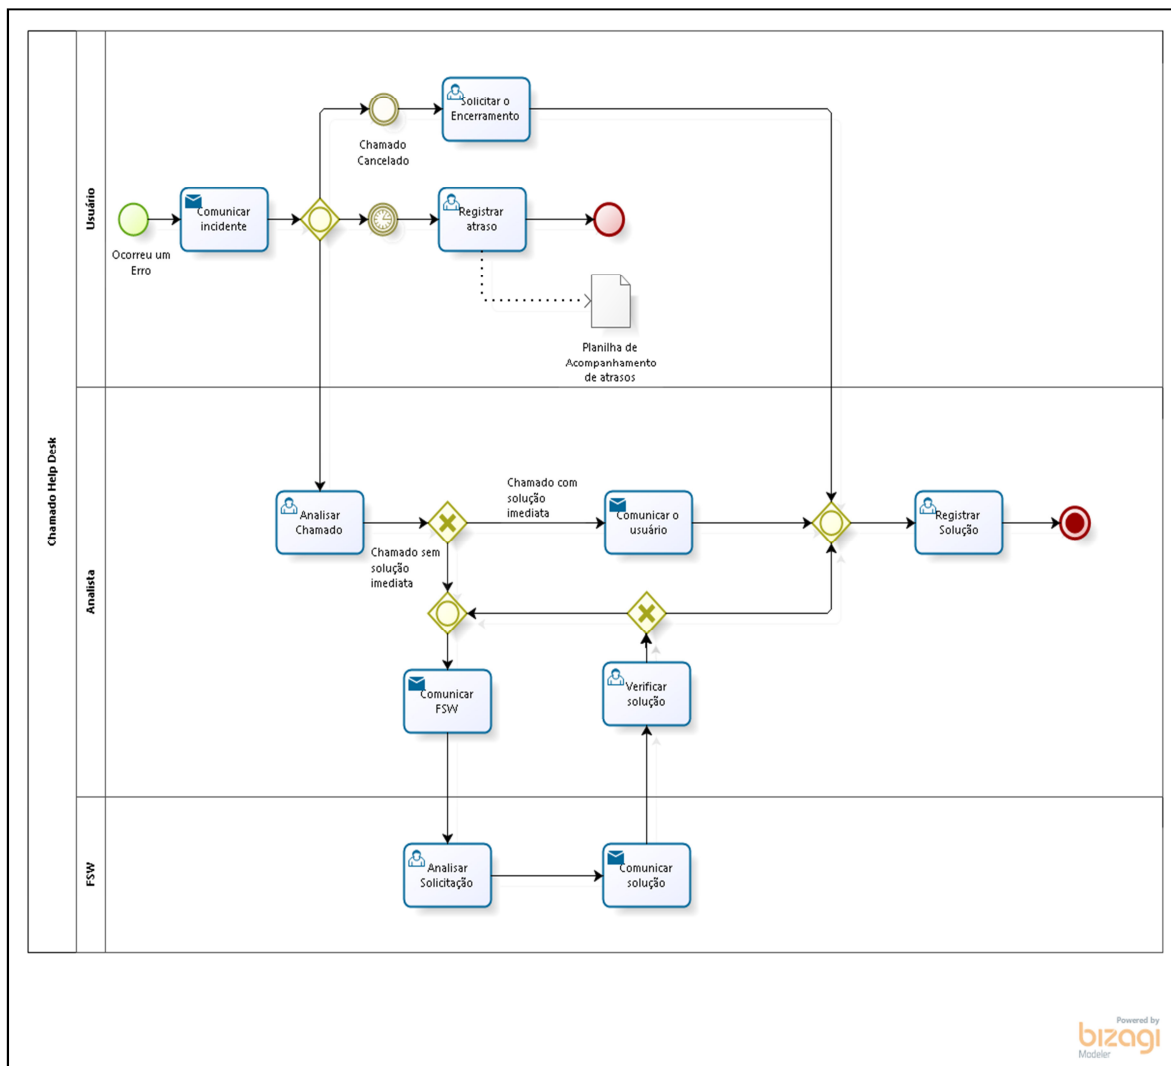 Chamado Help Desk
Usuário
Solicitar o
Encerramento
Chamado
Cancelado
Ocorreu um
Erro
Comunicar
incidente
Registrar
atraso
Planilha de
Acompanhamento
de atrasos
Analista
Analisar
Chamado
Chamado com
solução
imediata
Chamado sem
solução
imediata
Comunicar o
usuário
Registrar
Solução
Comunicar
FSW
Verificar
solução
FSW
Analisar
Solicitação
Comunicar
solução
Powered by
bizagi
Modeler